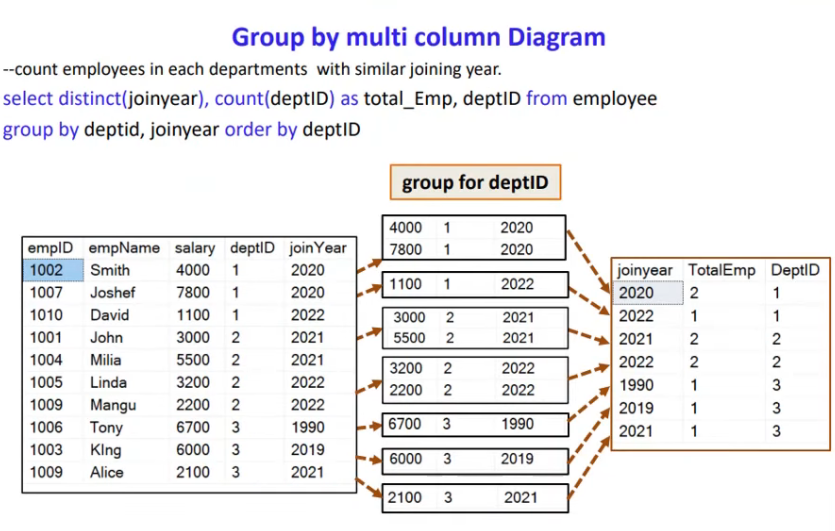 Group by multi column Diagram
--count employees in each departments with similar joining year.
select distinct(joinyear), count(deptID) as total_Emp, deptID from employee
group by deptid, joinyear order by deptID
group for deptID
empID empName salary deptID joinYear
1002 Smith 4000 1 2020
1007 Joshef 7800 1 2020
1010 David 1100 1 2022
1001 John 3000 2 2021
1004 Milia 5500 2 2021
1005 Linda 3200 2 2022
1009 Mangu 2200 2 2022
1006 Tony 6700 3 1990
1003 KIng 6000 3 2019
1009 Alice 2100 3 2021
4000 1 2020
7800 1 2020
1100 1 2022
3000 2 2021
5500 2 2021
3200 2 2022
2200 2 2022
6700 3 1990
6000 3 2019
2100 3 2021
joinyear TotalEmp DeptID
2020 2 1
2022 1 1
2021 2 2
2022 2 2
1990 1 3
2019 1 3
2021 1 3